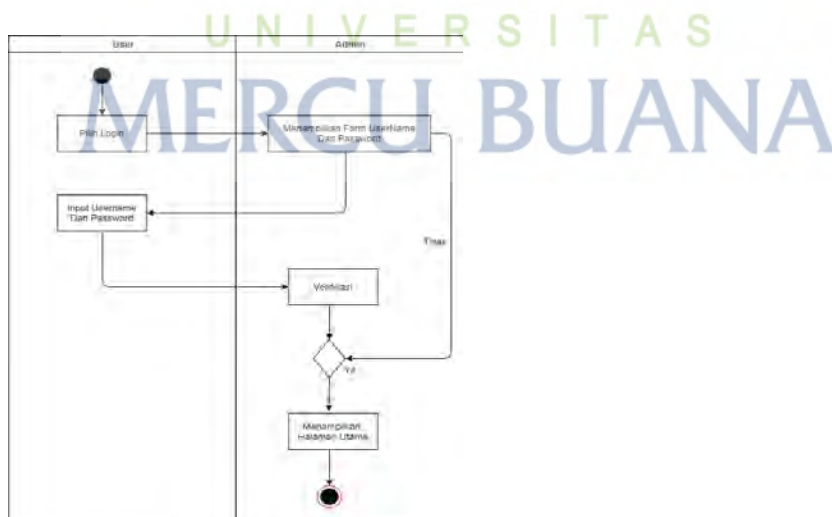 UNIVERSITAS
MERCU BUANA
User
Admin
Pilih Login
Menampilkan Form UserName
Dan Password
Input Username
Dan Password
Tidak
Verifikasi
Ya
Menampilkan
Halaman Utama